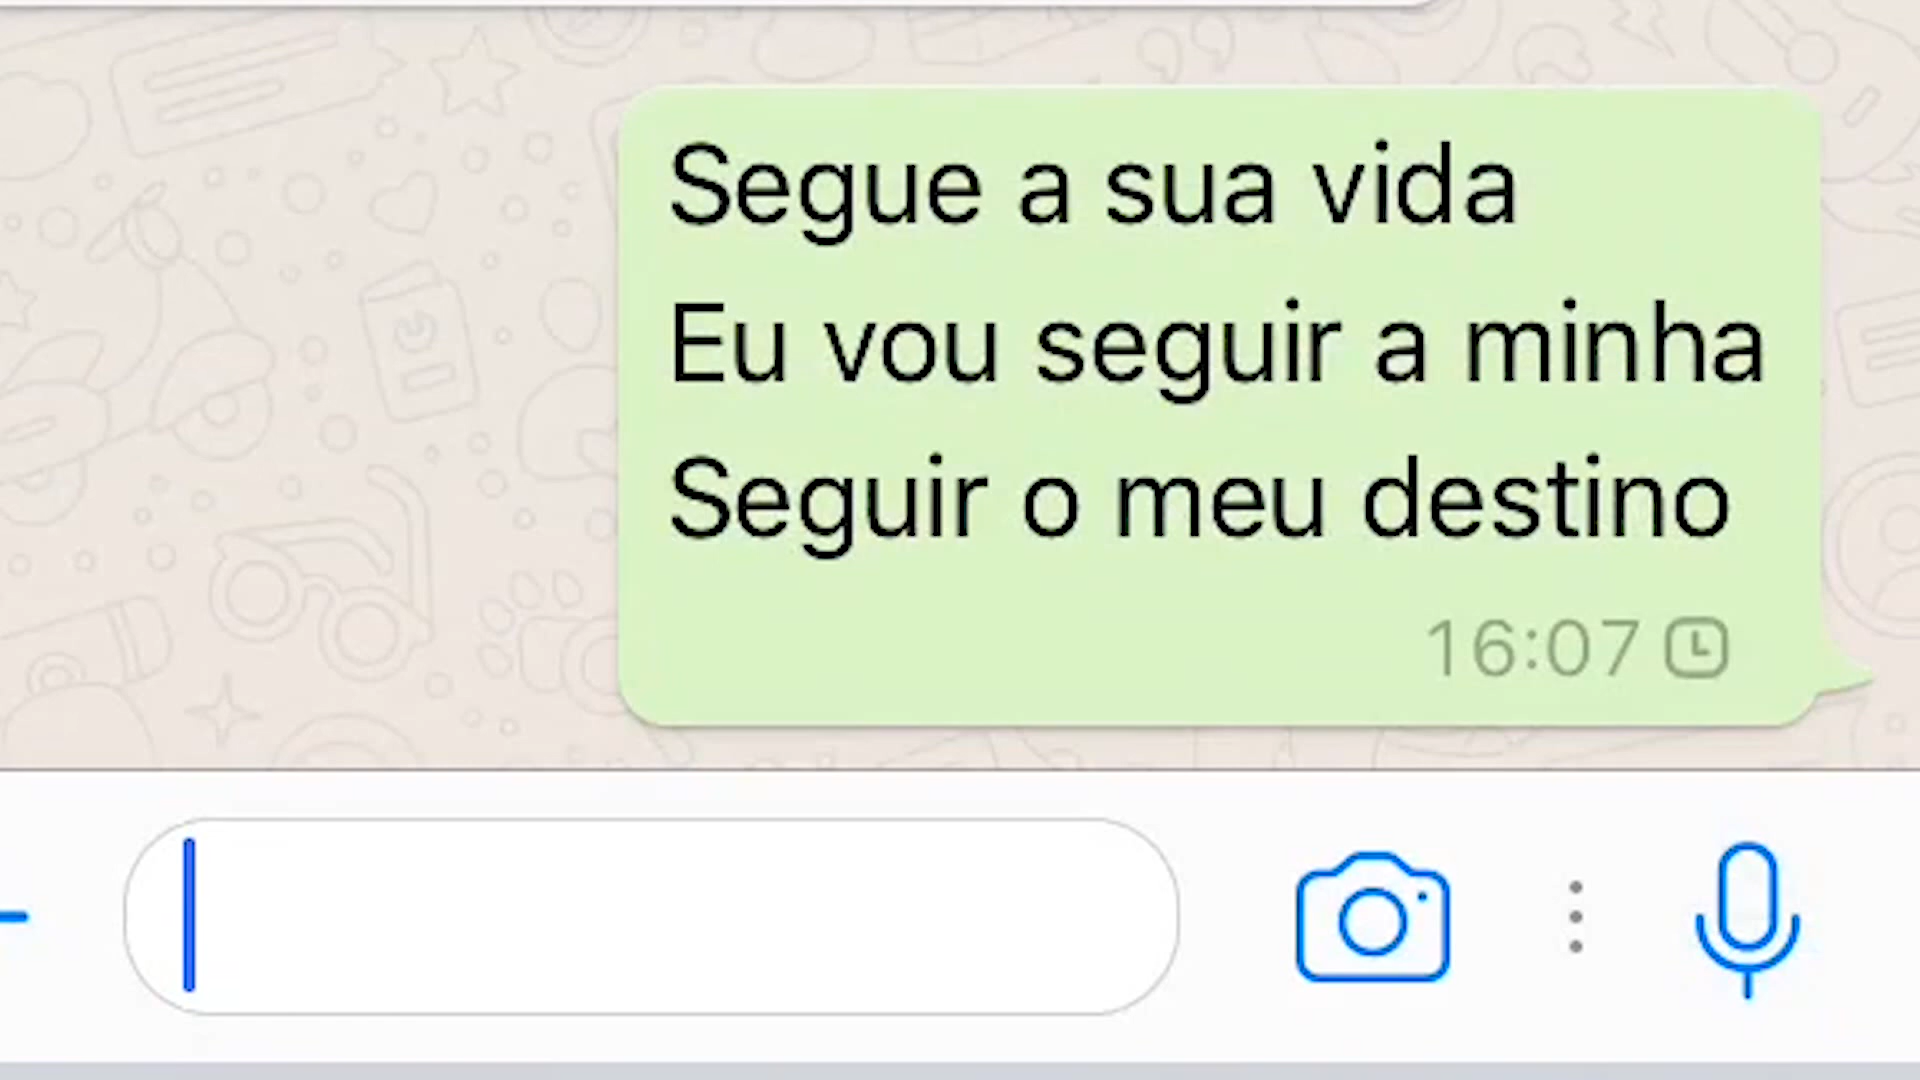 Segue a sua vida
Eu vou seguir a minha
Seguir o meu destino
16:07